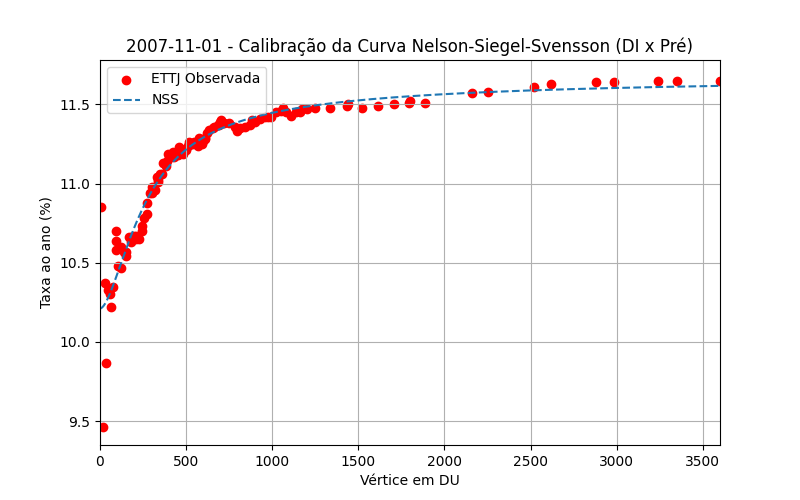 2007-11-01 - Calibração da Curva Nelson-Siegel-Svensson (DI x Pré)
ETTJ Observada
NSS
Taxa ao ano (%)
11.5
11.0
10.5
10.0
9.5
0 500 1000 1500 2000 2500 3000 3500
Vértice em DU